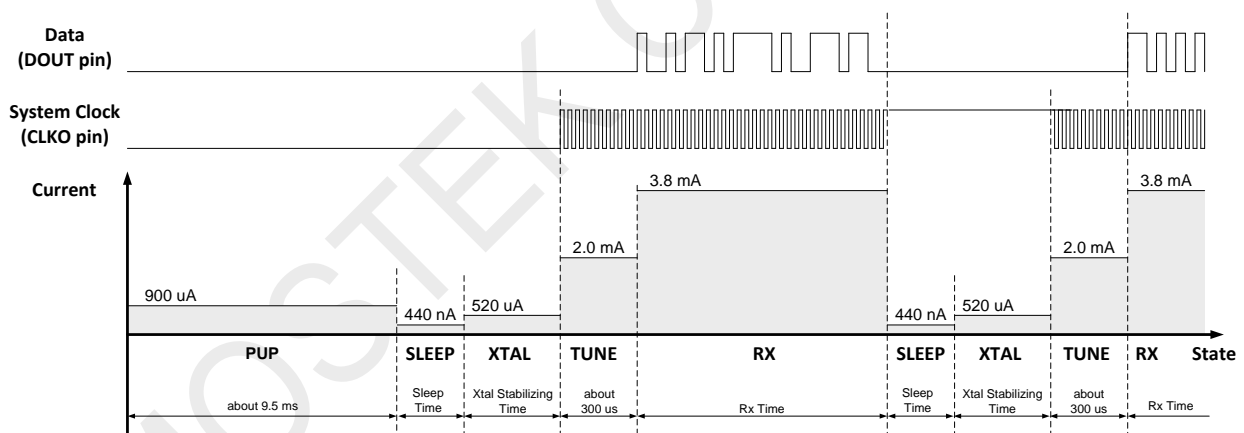 Data
(DOUT pin)
System Clock
(CLKO pin)
Current
3.8 mA
3.8 mA
2.0 mA
2.0 mA
900 uA
440 nA
520 uA
440 nA
520 uA
PUP
SLEEP
XTAL
TUNE
RX
SLEEP
XTAL
TUNE
RX
State
about 9.5 ms
Sleep
Time
Xtal Stabilizing
Time
about
300 us
Rx Time
Sleep
Time
Xtal Stabilizing
Time
about
300 us
Rx Time
MOSTEK C